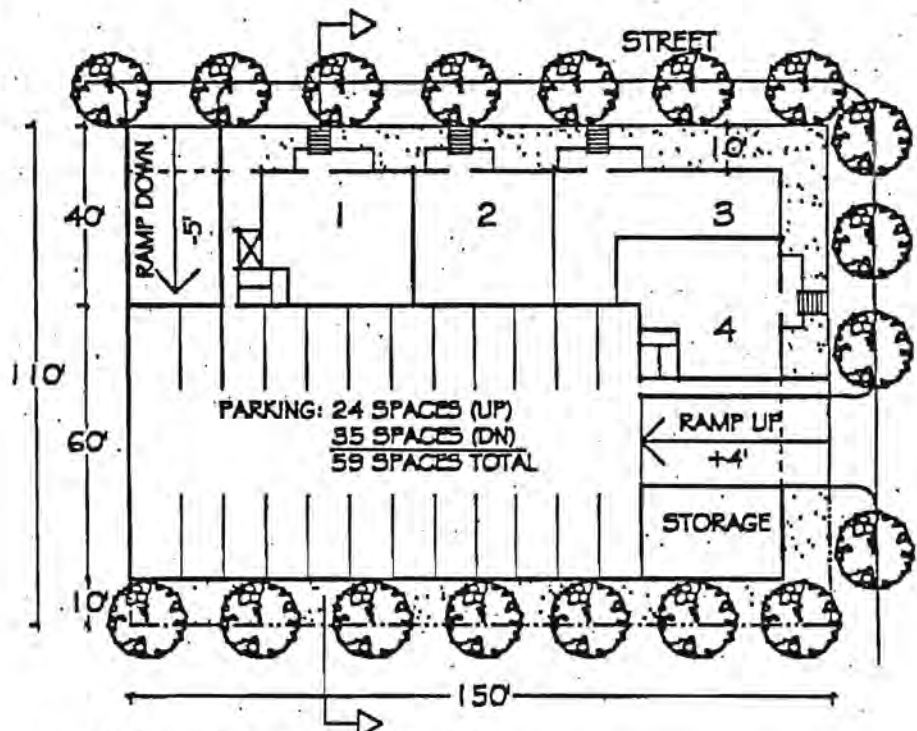 STREET
10'
RAMP DOWN
-5'
40'
1
2
3
4
110'
PARKING: 24 SPACES (UP)
35 SPACES (DN)
59 SPACES TOTAL
60'
RAMP UP
+4'
STORAGE
10'
150'